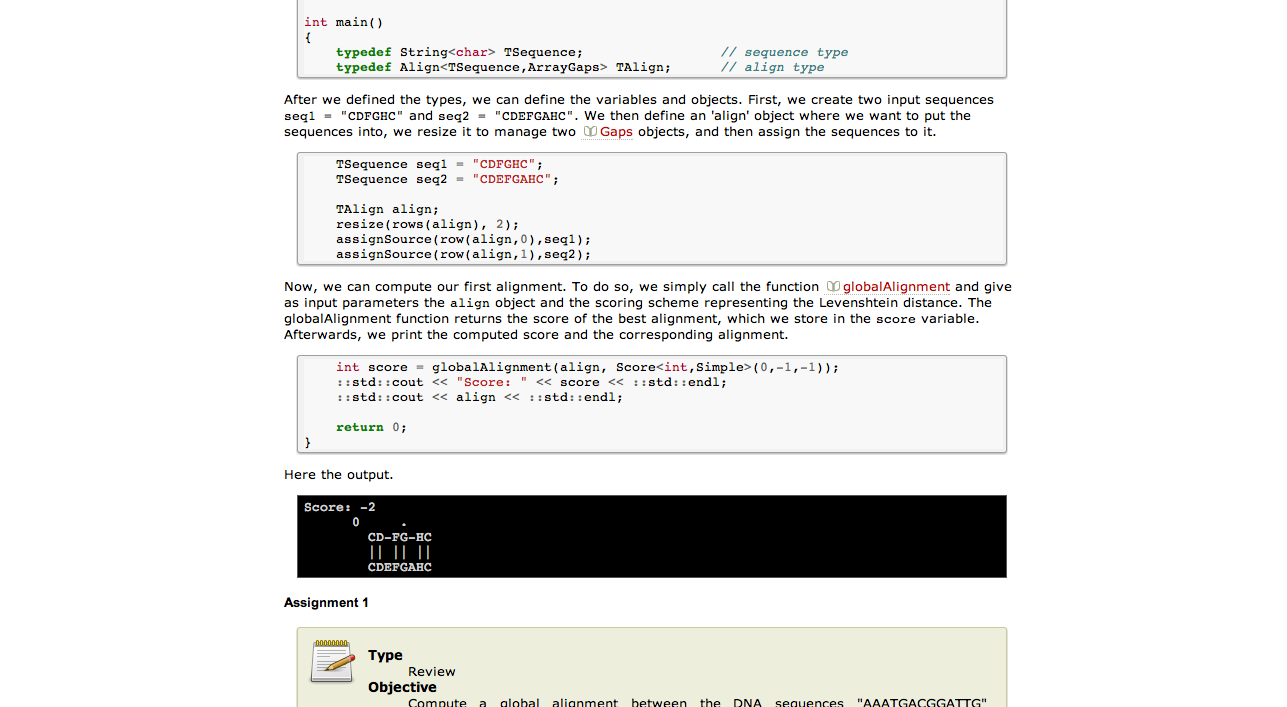 int main()
{
    typedef String<char> TSequence;                 // sequence type
    typedef Align<TSequence,ArrayGaps> TAlign;      // align type
After we defined the types, we can define the variables and objects. First, we create two input sequences
seq1 = "CDFGHC" and seq2 = "CDEFGAHC". We then define an 'align' object where we want to put the
sequences into, we resize it to manage two Gaps objects, and then assign the sequences to it.
    TSequence seq1 = "CDFGHC";
    TSequence seq2 = "CDEFGAHC";
    TAlign align;
    resize(rows(align), 2);
    assignSource(row(align,0),seq1);
    assignSource(row(align,1),seq2);
Now, we can compute our first alignment. To do so, we simply call the function globalAlignment and give
as input parameters the align object and the scoring scheme representing the Levenshtein distance. The
globalAlignment function returns the score of the best alignment, which we store in the score variable.
Afterwards, we print the computed score and the corresponding alignment.
    int score = globalAlignment(align, Score<int,Simple>(0,-1,-1));
    ::std::cout << "Score: " << score << ::std::endl;
    ::std::cout << align << ::std::endl;
    return 0;
}
Here the output.
Score: -2
      0     .
        CD-FG-HC
        || || ||
        CDEFGAHC
Assignment 1
Type
Review
Objective
Compute a global alignment between the DNA sequences "AAATGACGGATTG"